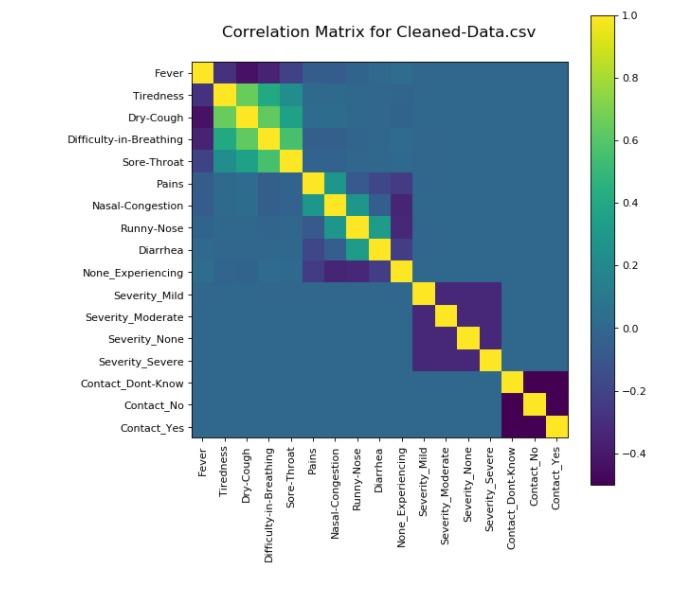 Correlation Matrix for Cleaned-Data.csv
1.0
0.8
0.6
0.4
0.2
0.0
−0.2
−0.4
Fever
Tiredness
Dry-Cough
Difficulty-in-Breathing
Sore-Throat
Pains
Nasal-Congestion
Runny-Nose
Diarrhea
None_Experiencing
Severity_Mild
Severity_Moderate
Severity_None
Severity_Severe
Contact_Dont-Know
Contact_No
Contact_Yes
Fever
Tiredness
Dry-Cough
Difficulty-in-Breathing
Sore-Throat
Pains
Nasal-Congestion
Runny-Nose
Diarrhea
None_Experiencing
Severity_Mild
Severity_Moderate
Severity_None
Severity_Severe
Contact_Dont-Know
Contact_No
Contact_Yes